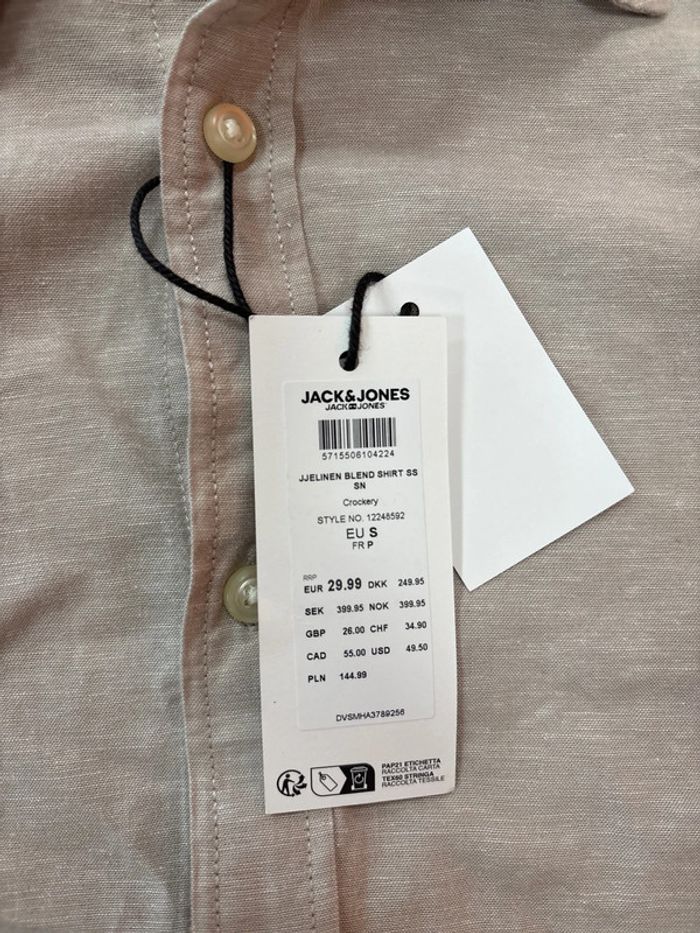 JACK&JONES
JACK&JONES
5715506104224
JJELINEN BLEND SHIRT SS
SN
Crockery
STYLE NO. 12248592
EU S
FR P
RRP
EUR 29.99 DKK 249.95
SEK 399.95 NOK 399.95
GBP 26.00 CHF 34.90
CAD 55.00 USD 49.50
PLN 144.99
DVSMHA3789256
PAP21 ETICHETTA
RACCOLTA CARTA
TEX60 STRINGA
RACCOLTA TESSILE